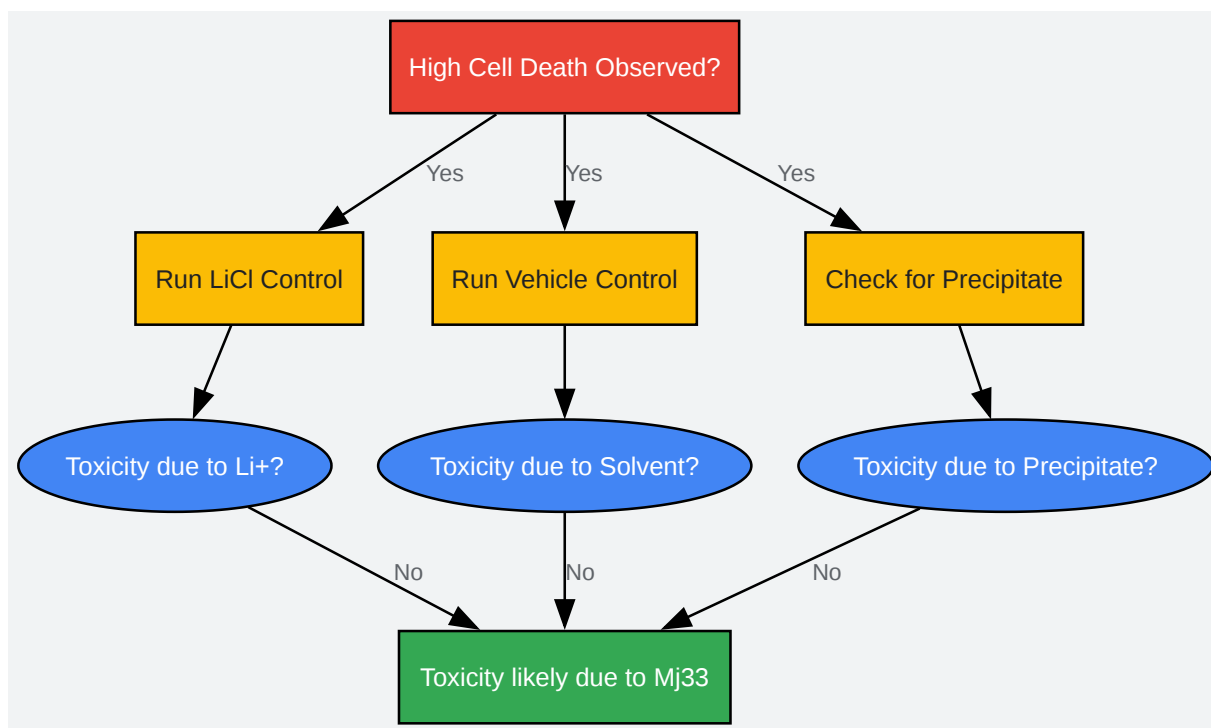 High Cell Death Observed?
Yes
Yes
Yes
Run LiCl Control
Run Vehicle Control
Check for Precipitate
Toxicity due to Li+?
Toxicity due to Solvent?
Toxicity due to Precipitate?
No
No
No
Toxicity likely due to Mj33